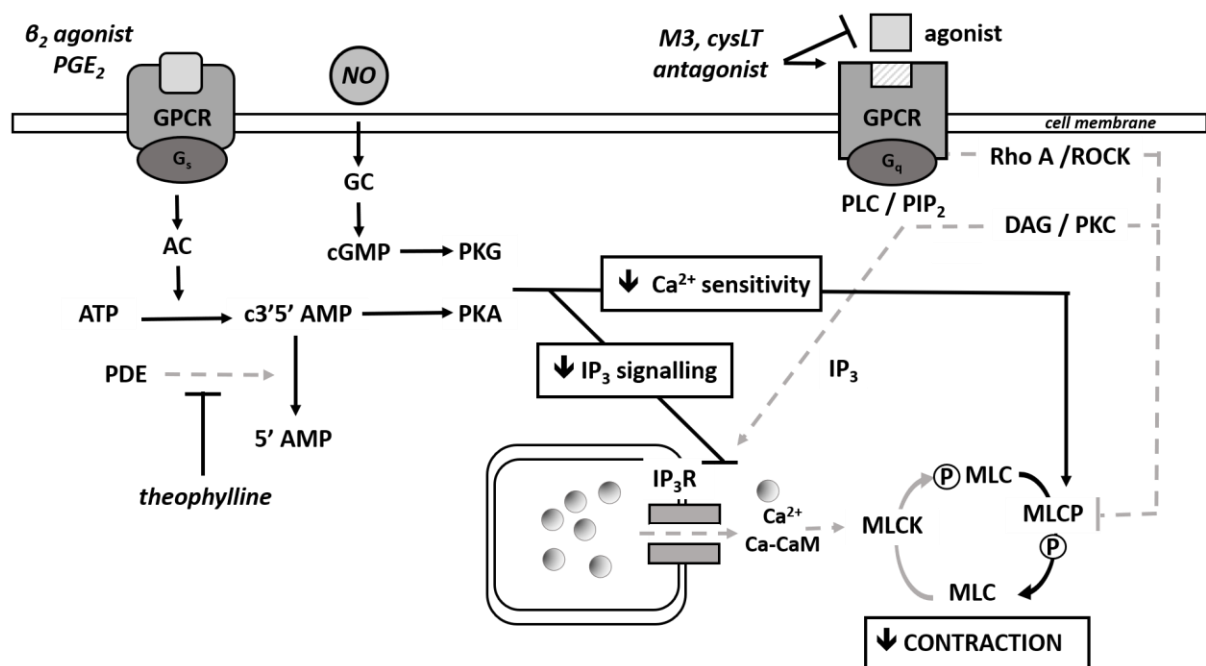 β₂ agonist
PGE₂
NO
M3, cysLT
antagonist
agonist
GPCR
GPCR
cell membrane
Gₛ
G_q
Rho A /ROCK
GC
PLC / PIP₂
AC
DAG / PKC
cGMP
PKG
↓ Ca²⁺ sensitivity
ATP
c3'5' AMP
PKA
PDE
↓ IP₃ signalling
IP₃
5' AMP
theophylline
IP₃R
P MLC
Ca²⁺
MLCK
MLCP
Ca-CaM
P
MLC
↓ CONTRACTION